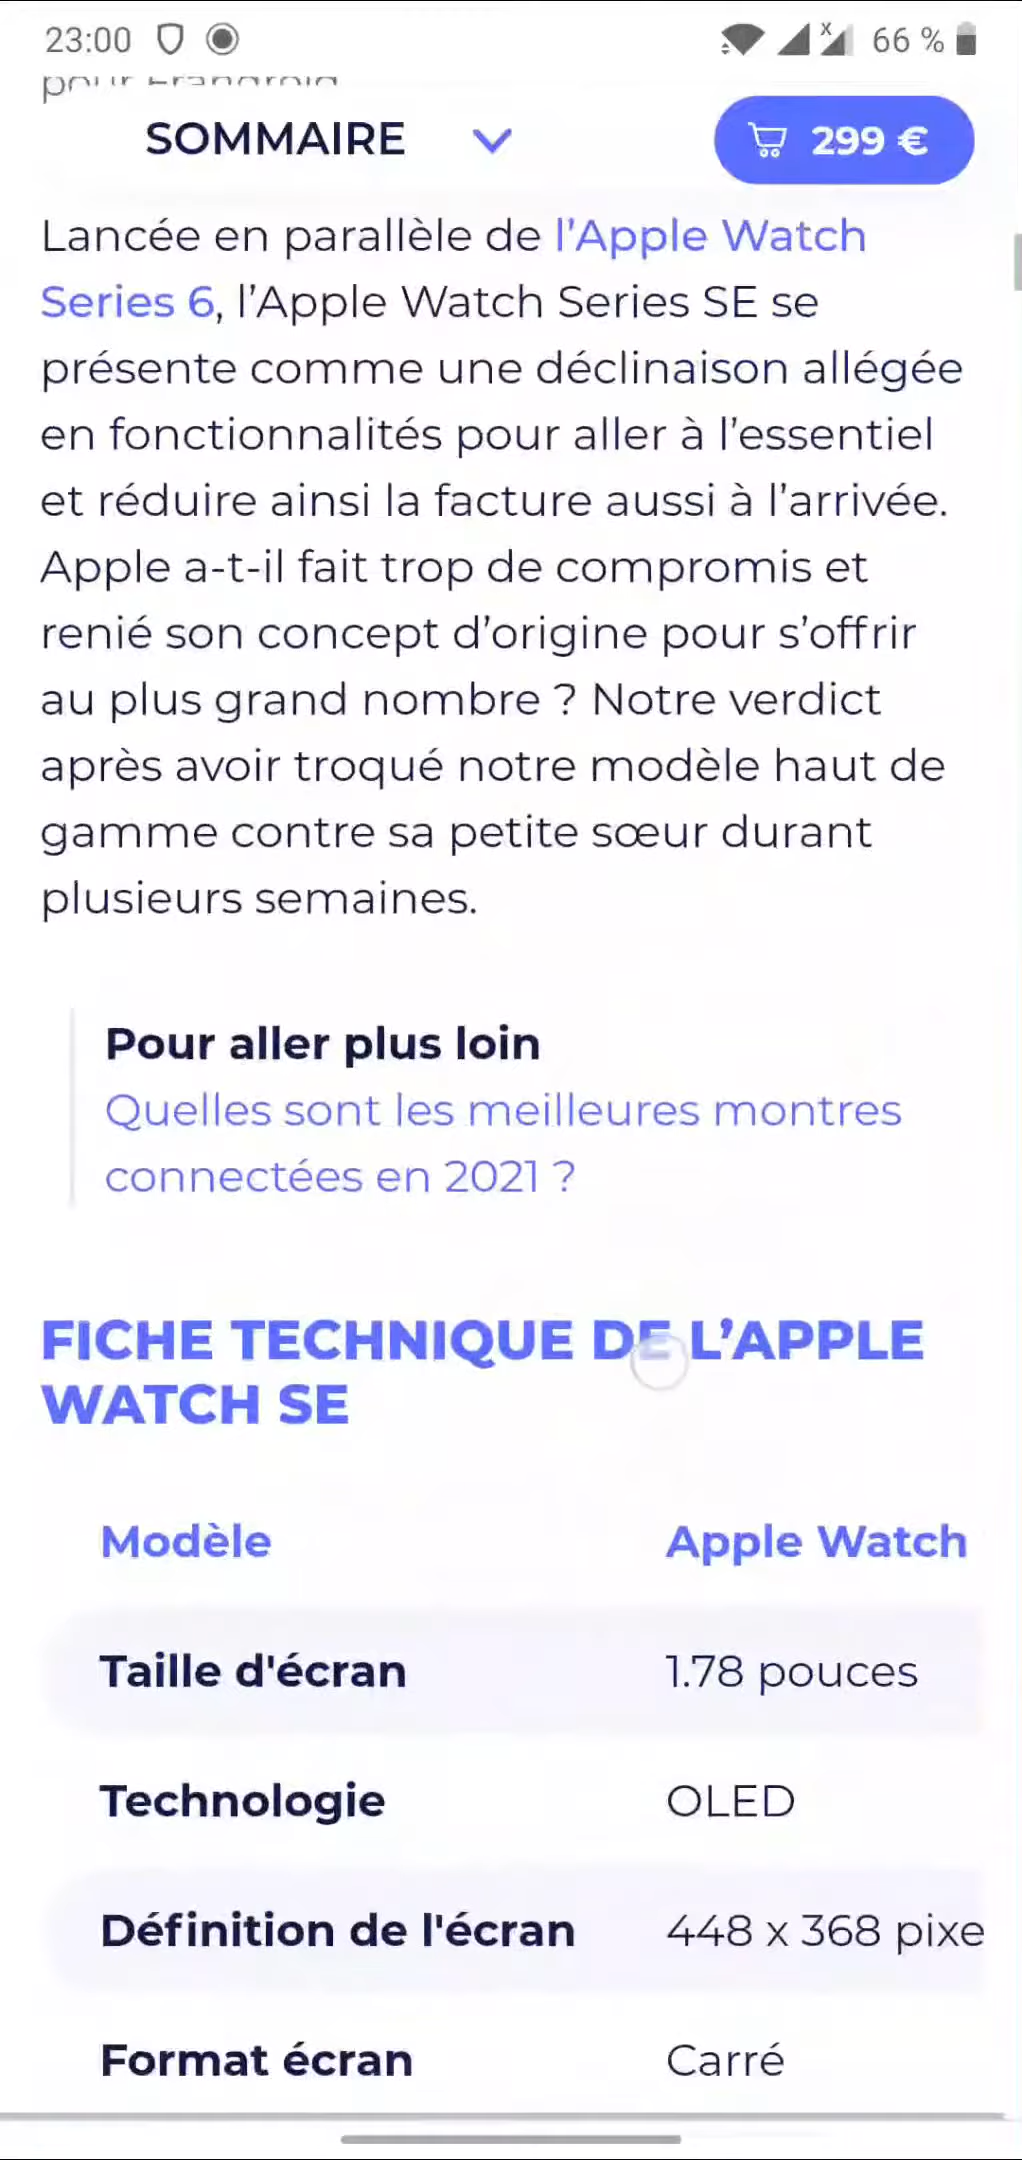 23:00
66 %
pour Frandroid
SOMMAIRE
299 €
Lancée en parallèle de l’Apple Watch
Series 6, l’Apple Watch Series SE se
présente comme une déclinaison allégée
en fonctionnalités pour aller à l’essentiel
et réduire ainsi la facture aussi à l’arrivée.
Apple a-t-il fait trop de compromis et
renié son concept d’origine pour s’offrir
au plus grand nombre ? Notre verdict
après avoir troqué notre modèle haut de
gamme contre sa petite sœur durant
plusieurs semaines.
Pour aller plus loin
Quelles sont les meilleures montres
connectées en 2021 ?
FICHE TECHNIQUE DE L’APPLE
WATCH SE
Modèle Apple Watch
Taille d'écran 1.78 pouces
Technologie OLED
Définition de l'écran 448 x 368 pixe
Format écran Carré